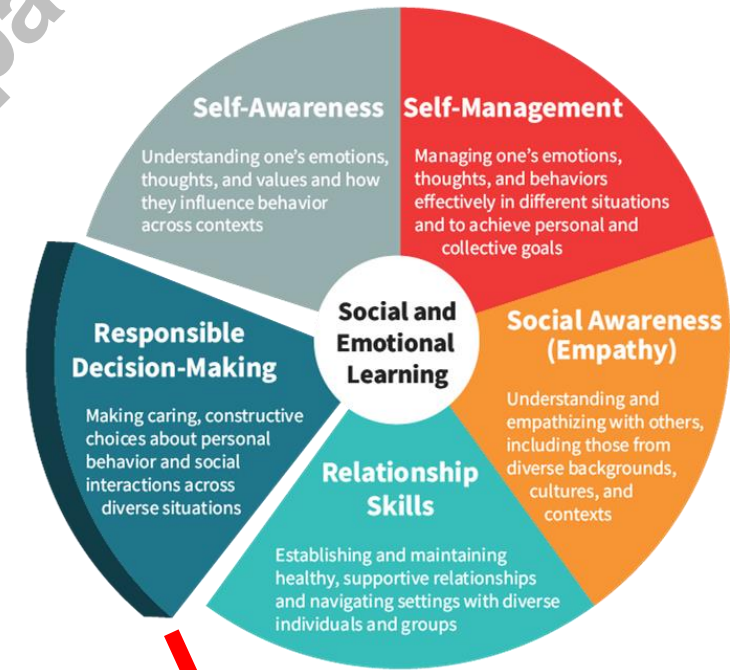 Self-Awareness
Understanding one's emotions,
thoughts, and values and how
they influence behavior
across contexts
Self-Management
Managing one's emotions,
thoughts, and behaviors
effectively in different situations
and to achieve personal and
collective goals
Social and
Emotional
Learning
Responsible
Decision-Making
Making caring, constructive
choices about personal
behavior and social
interactions across
diverse situations
Social Awareness
(Empathy)
Understanding and
empathizing with others,
including those from
diverse backgrounds,
cultures, and
contexts
Relationship
Skills
Establishing and maintaining
healthy, supportive relationships
and navigating settings with diverse
individuals and groups